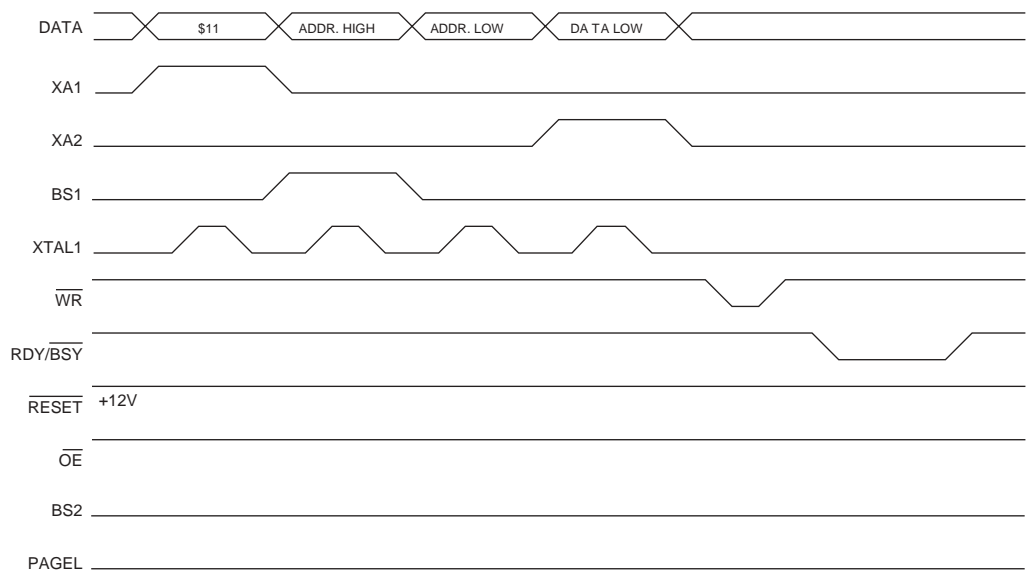 DATA $11 ADDR. HIGH ADDR. LOW DA TA LOW
XA1
XA2
BS1
XTAL1
WR
RDY/BSY
RESET +12V
OE
BS2
PAGEL